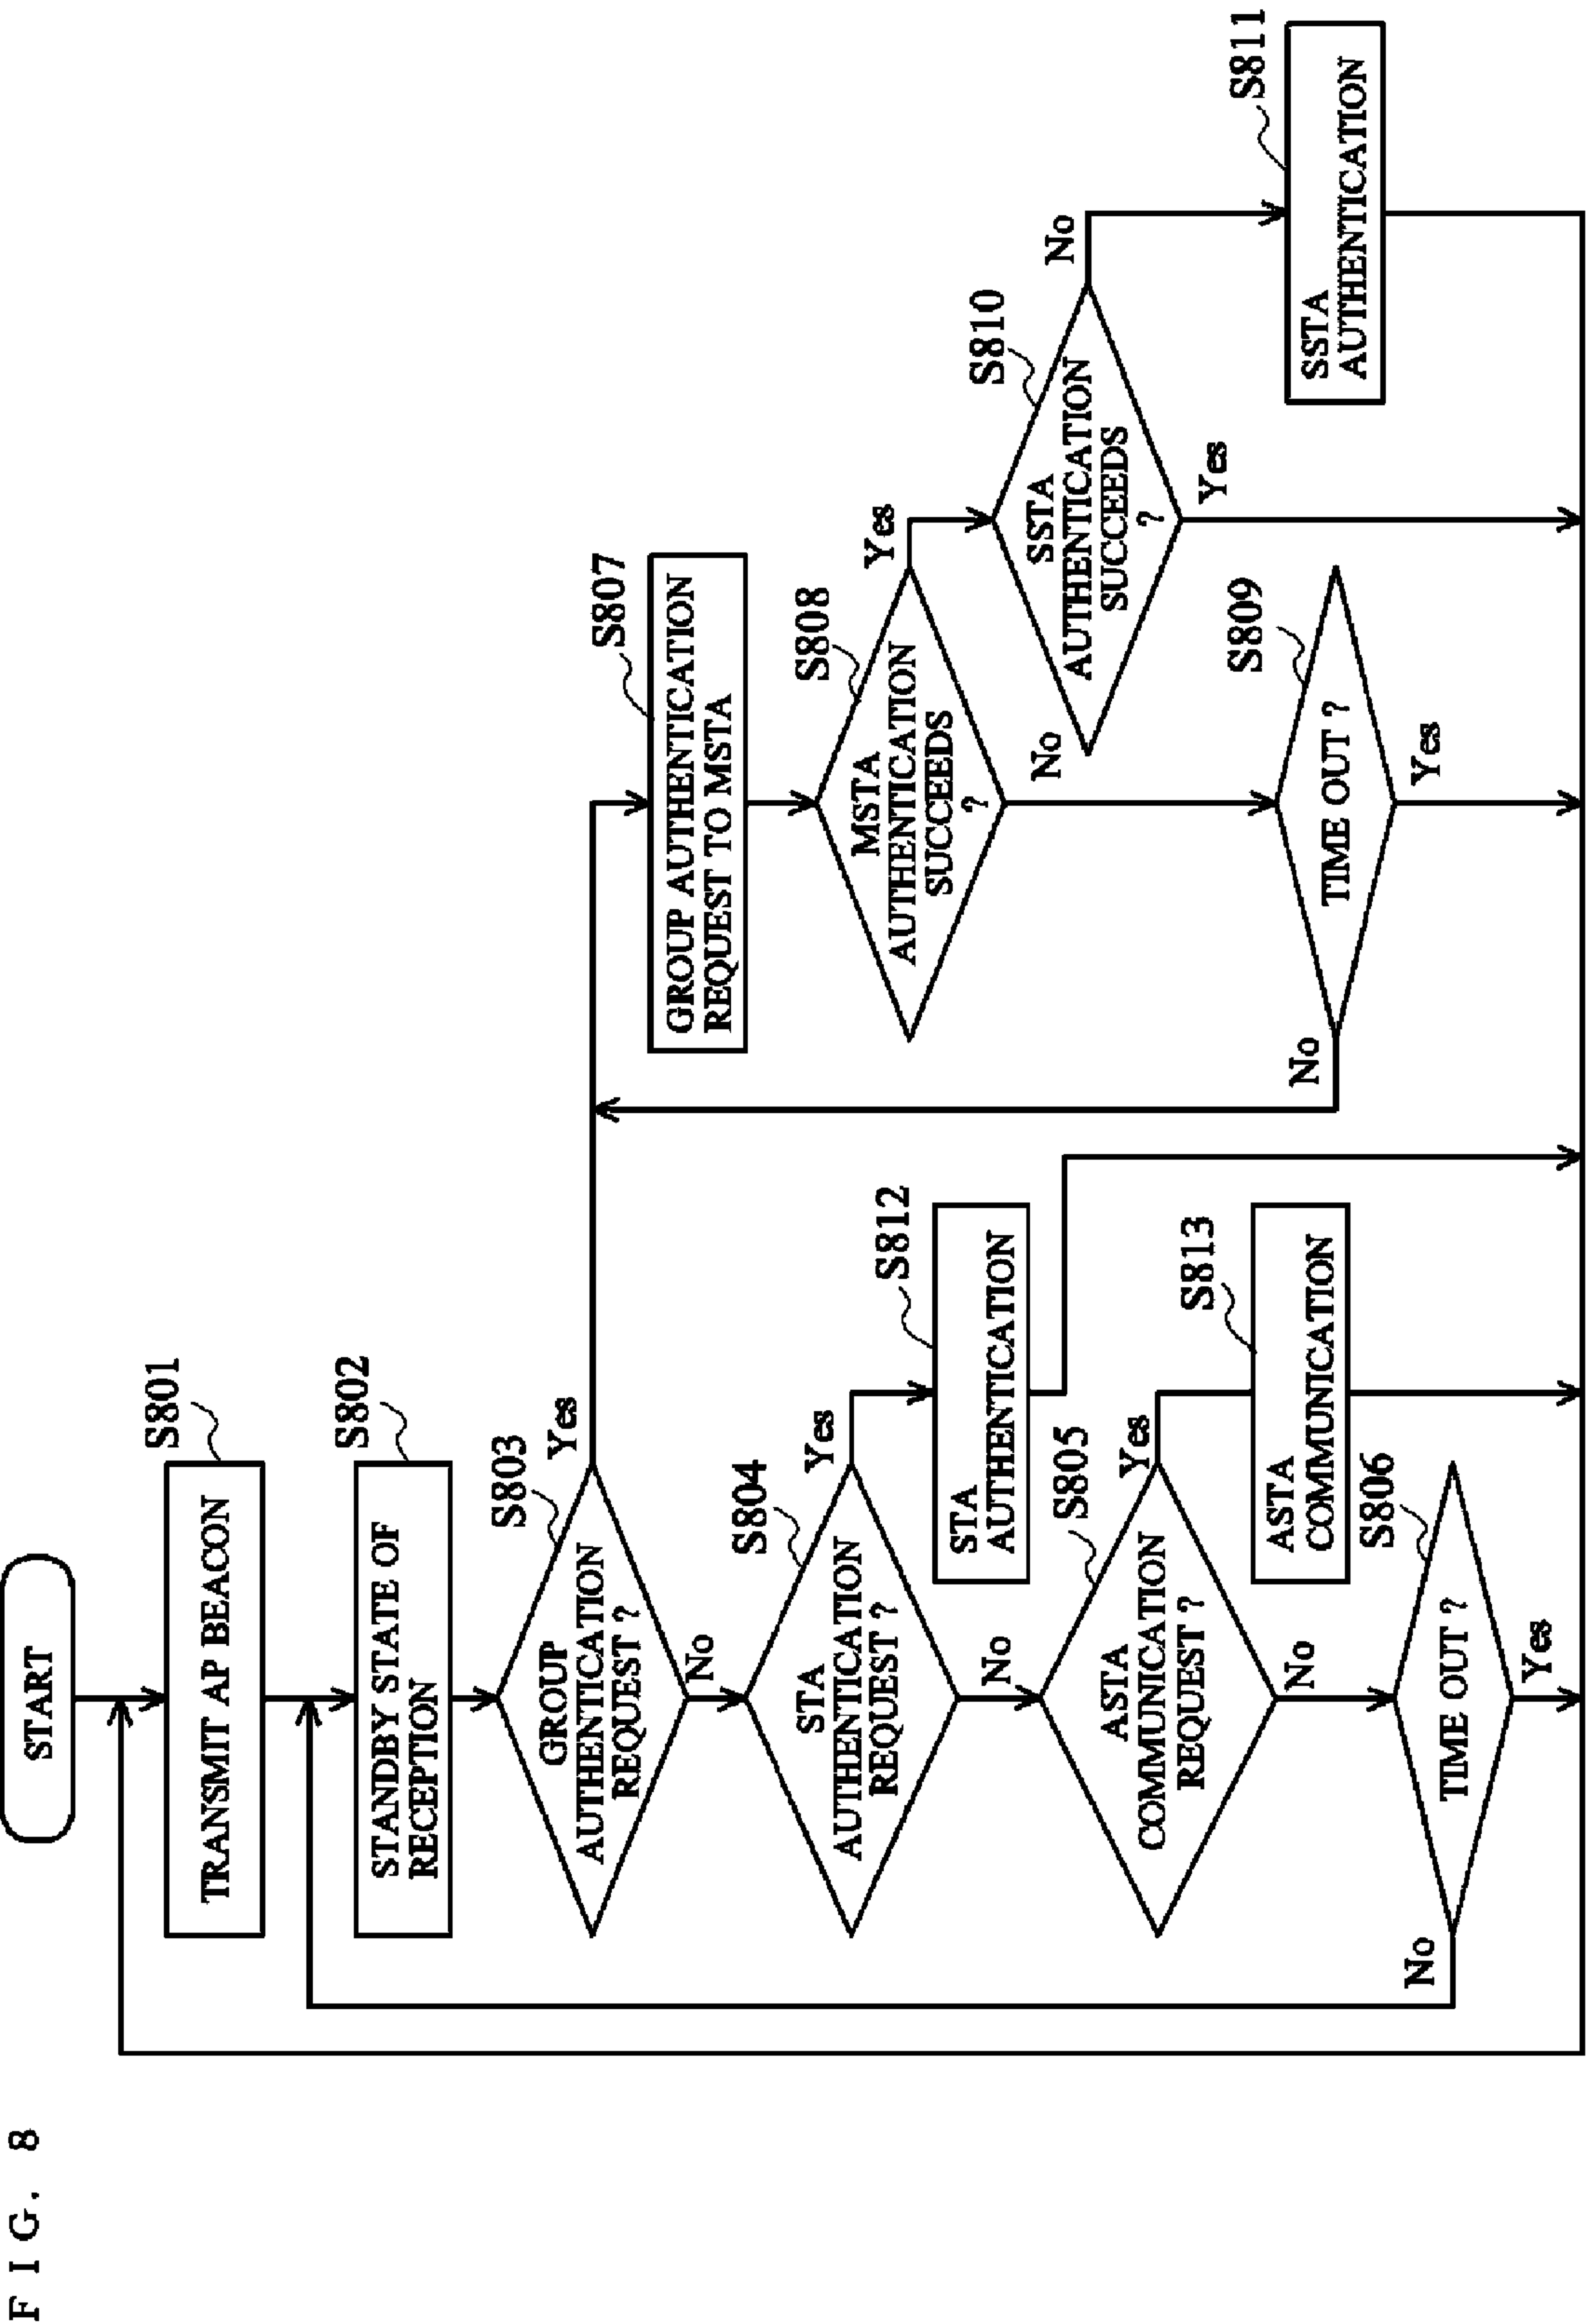 FIG. 8
START
S801
TRANSMIT AP BEACON
S802
STANDBY STATE OF
RECEPTION
S803
GROUP
AUTHENTICATION
REQUEST ?
Yes
No
S804
STA
AUTHENTICATION
REQUEST ?
Yes
No
S812
STA
AUTHENTICATION
S805
ASTA
COMMUNICATION
REQUEST ?
Yes
No
S813
ASTA
COMMUNICATION
S806
TIME OUT ?
No
Yes
S807
GROUP AUTHENTICATION
REQUEST TO MSTA
S808
MSTA
AUTHENTICATION
SUCCEEDS
?
Yes
No
S809
TIME OUT ?
No
Yes
S810
SSTA
AUTHENTICATION
SUCCEEDS
?
No
Yes
S811
SSTA
AUTHENTICATION